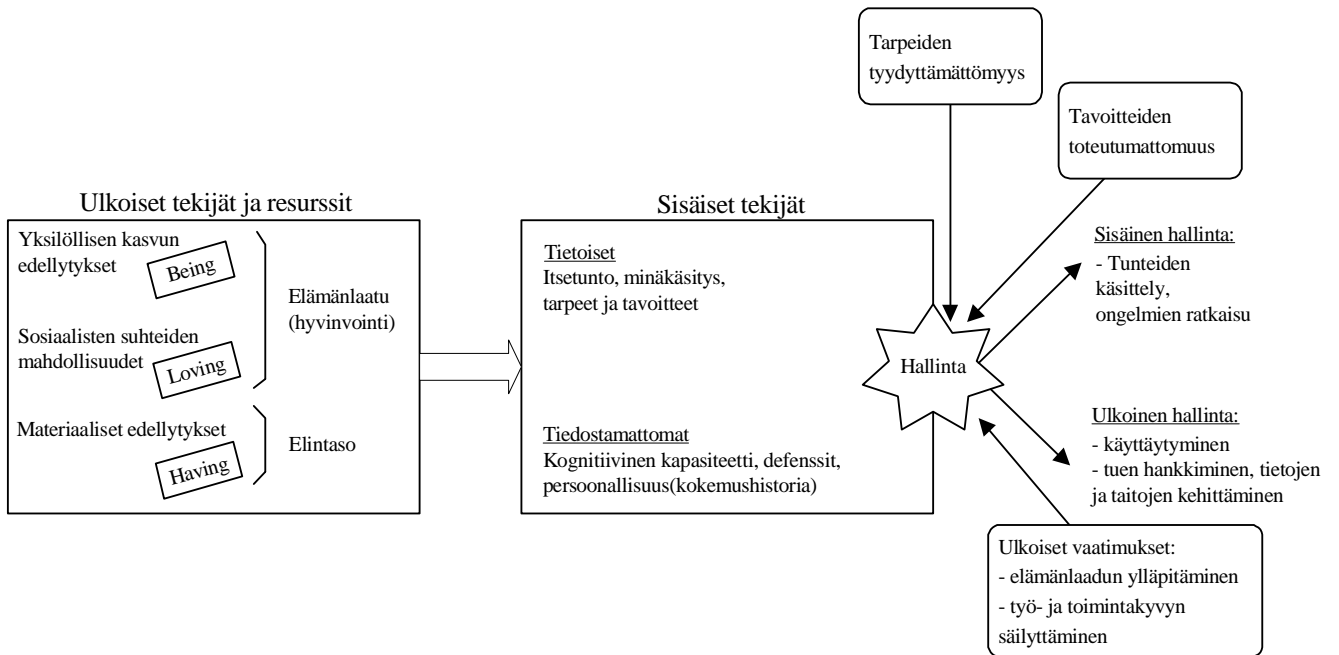 Tarpeiden
tyydyttämättömyys
Tavoitteiden
toteutumattomuus
Ulkoiset tekijät ja resurssit
Yksilöllisen kasvun
edellytykset
Being
Elämänlaatu
(hyvinvointi)
Sosiaalisten suhteiden
mahdollisuudet
Loving
Materiaaliset edellytykset
Having
Elintaso
Sisäiset tekijät
Tietoiset
Itsetunto, minäkäsitys,
tarpeet ja tavoitteet
Tiedostamattomat
Kognitiivinen kapasiteetti, defenssit,
persoonallisuus(kokemushistoria)
Hallinta
Sisäinen hallinta:
- Tunteiden
käsittely,
ongelmien ratkaisu
Ulkoinen hallinta:
- käyttäytyminen
- tuen hankkiminen, tietojen
ja taitojen kehittäminen
Ulkoiset vaatimukset:
- elämänlaadun ylläpitäminen
- työ- ja toimintakyvyn
säilyttäminen